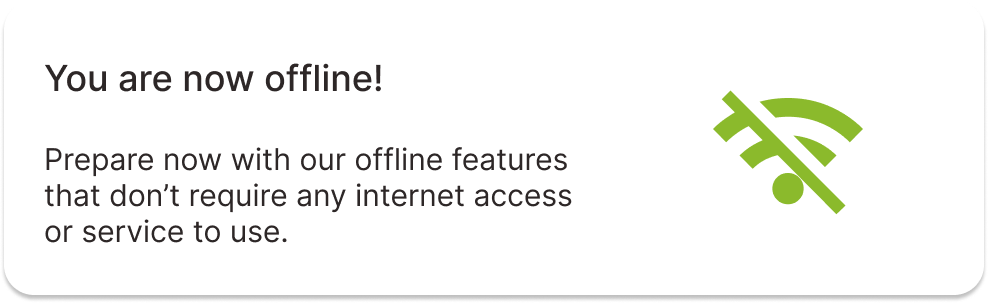 You are now offline!
Prepare now with our offline features
that don’t require any internet access
or service to use.